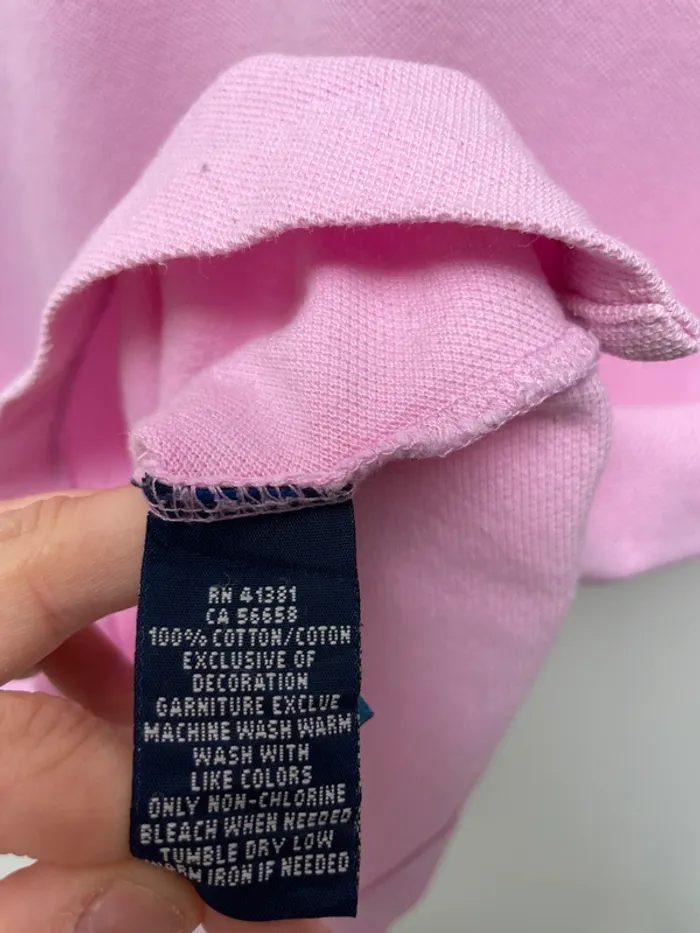 RN 41381
CA 56658
100% COTTON/COTON
EXCLUSIVE OF
DECORATION
GARNITURE EXCLUE
MACHINE WASH WARM
WASH WITH
LIKE COLORS
ONLY NON-CHLORINE
BLEACH WHEN NEEDED
TUMBLE DRY LOW
WARM IRON IF NEEDED